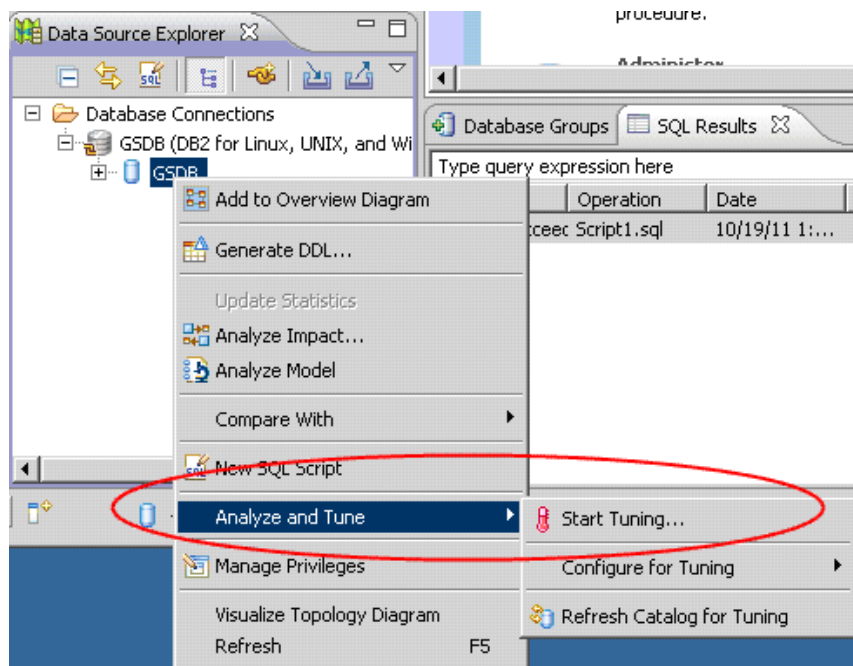 procedure.
Data Source Explorer
Database Connections
GSDB (DB2 for Linux, UNIX, and Wi
GSDB
Database Groups
SQL Results
Type query expression here
Operation
Date
Script1.sql
10/19/11 1:...
Add to Overview Diagram
Generate DDL...
Update Statistics
Analyze Impact...
Analyze Model
Compare With
New SQL Script
Analyze and Tune
Start Tuning...
Manage Privileges
Configure for Tuning
Visualize Topology Diagram
Refresh Catalog for Tuning
Refresh F5